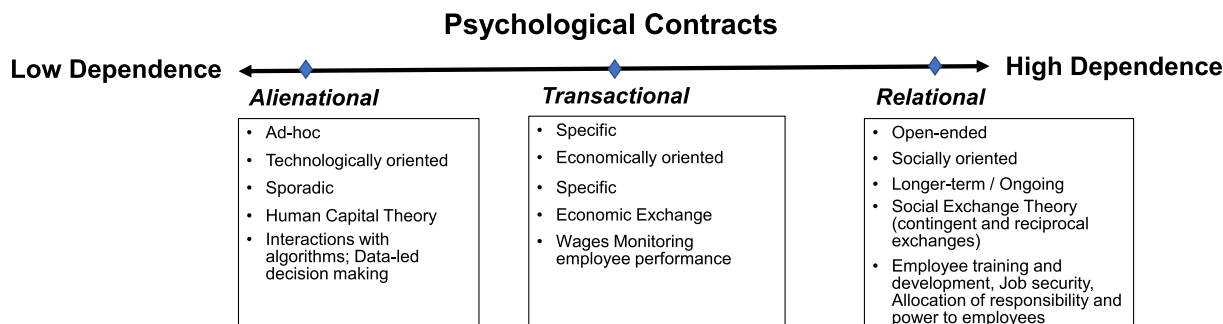 Psychological Contracts
Low Dependence
High Dependence
Alienational
• Ad-hoc
• Technologically oriented
• Sporadic
• Human Capital Theory
• Interactions with
algorithms; Data-led
decision making
Transactional
• Specific
• Economically oriented
• Specific
• Economic Exchange
• Wages Monitoring
employee performance
Relational
• Open-ended
• Socially oriented
• Longer-term / Ongoing
• Social Exchange Theory
(contingent and reciprocal
exchanges)
• Employee training and
development, Job security,
Allocation of responsibility and
power to employees